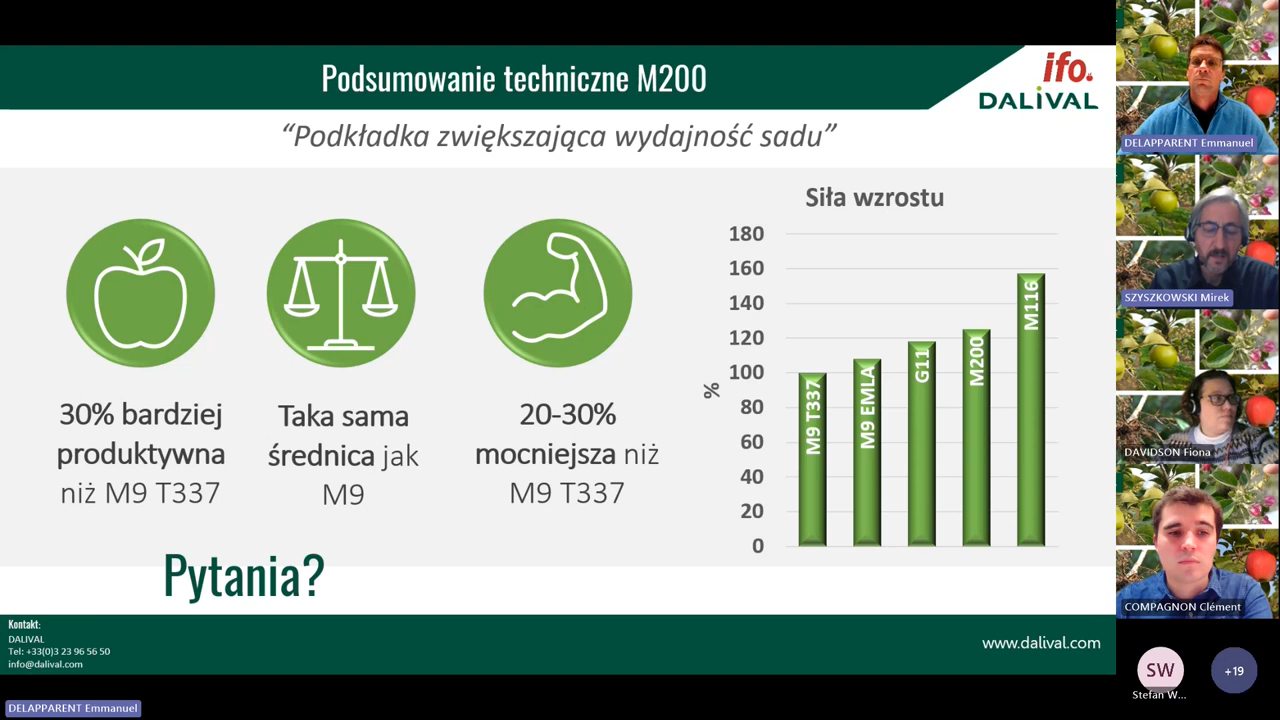 Podsumowanie techniczne M200
ifo.
DALiVAL
“Podkładka zwiększająca wydajność sadu”
30% bardziej
produktywna
niż M9 T337
Taka sama
średnica jak
M9
20-30%
mocniejsza niż
M9 T337
Siła wzrostu
%
180
160
140
120
100
80
60
40
20
0
M9 T337
M9 EMLA
G11
M200
M116
Pytania?
Kontakt:
DALIVAL
Tel: +33(0)3 23 96 56 50
info@dalival.com
www.dalival.com
DELAPPARENT Emmanuel
DELAPPARENT Emmanuel
SZYSZKOWSKI Mirek
DAVIDSON Fiona
COMPAGNON Clément
SW
Stefan W...
+19